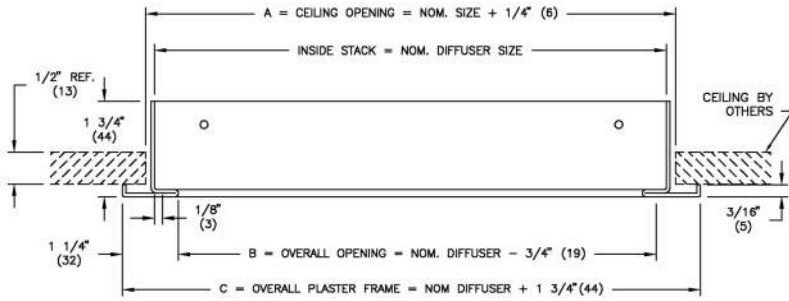 A = CEILING OPENING = NOM. SIZE + 1/4" (6)
INSIDE STACK = NOM. DIFFUSER SIZE
1/2" REF.
(13)
1 3/4"
(44)
CEILING BY
OTHERS
1/8"
(3)
3/16"
(5)
1 1/4"
(32)
B = OVERALL OPENING = NOM. DIFFUSER - 3/4" (19)
C = OVERALL PLASTER FRAME = NOM DIFFUSER + 1 3/4"(44)